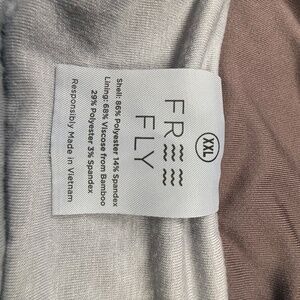 XXL
FREE
FLY
Shell: 86% Polyester 14% Spandex
Lining: 68% Viscose from Bamboo
29% Polyester 3% Spandex
Responsibly Made in Vietnam